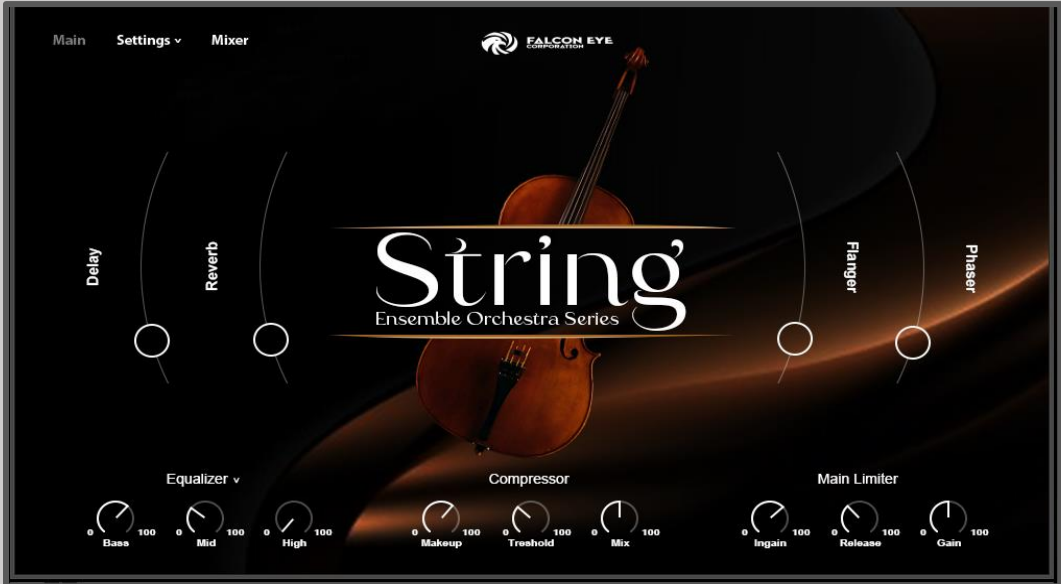 Main Settings Mixer
FALCON EYE
CORPORATION
Delay
Reverb
String
Ensemble Orchestra Series
Flanger
Phaser
Equalizer
0 100 0 100 0 100
Bass Mid High
Compressor
0 100 0 100 0 100
Makeup Treshold Mix
Main Limiter
0 100 0 100 0 100
Ingain Release Gain